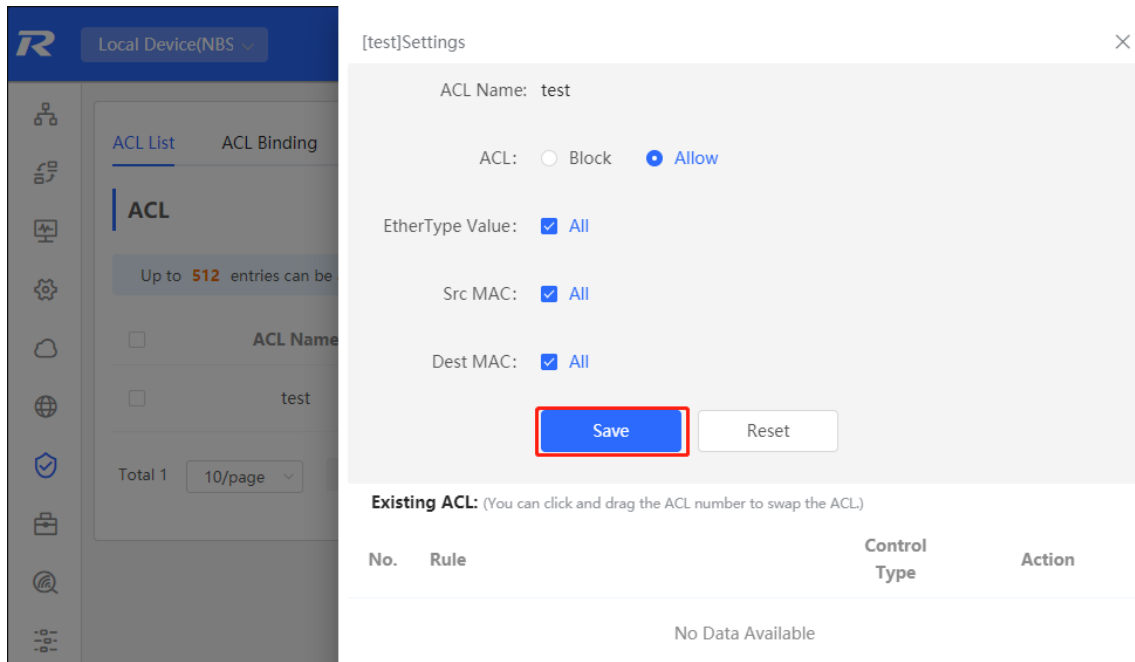 Local Device(NBS
[test]Settings
ACL List ACL Binding
ACL
Up to 512 entries can be
ACL Name
test
Total 1 10/page
ACL Name: test
ACL: Block Allow
EtherType Value: All
Src MAC: All
Dest MAC: All
Save Reset
Existing ACL: (You can click and drag the ACL number to swap the ACL.)
No. Rule Control Type Action
No Data Available